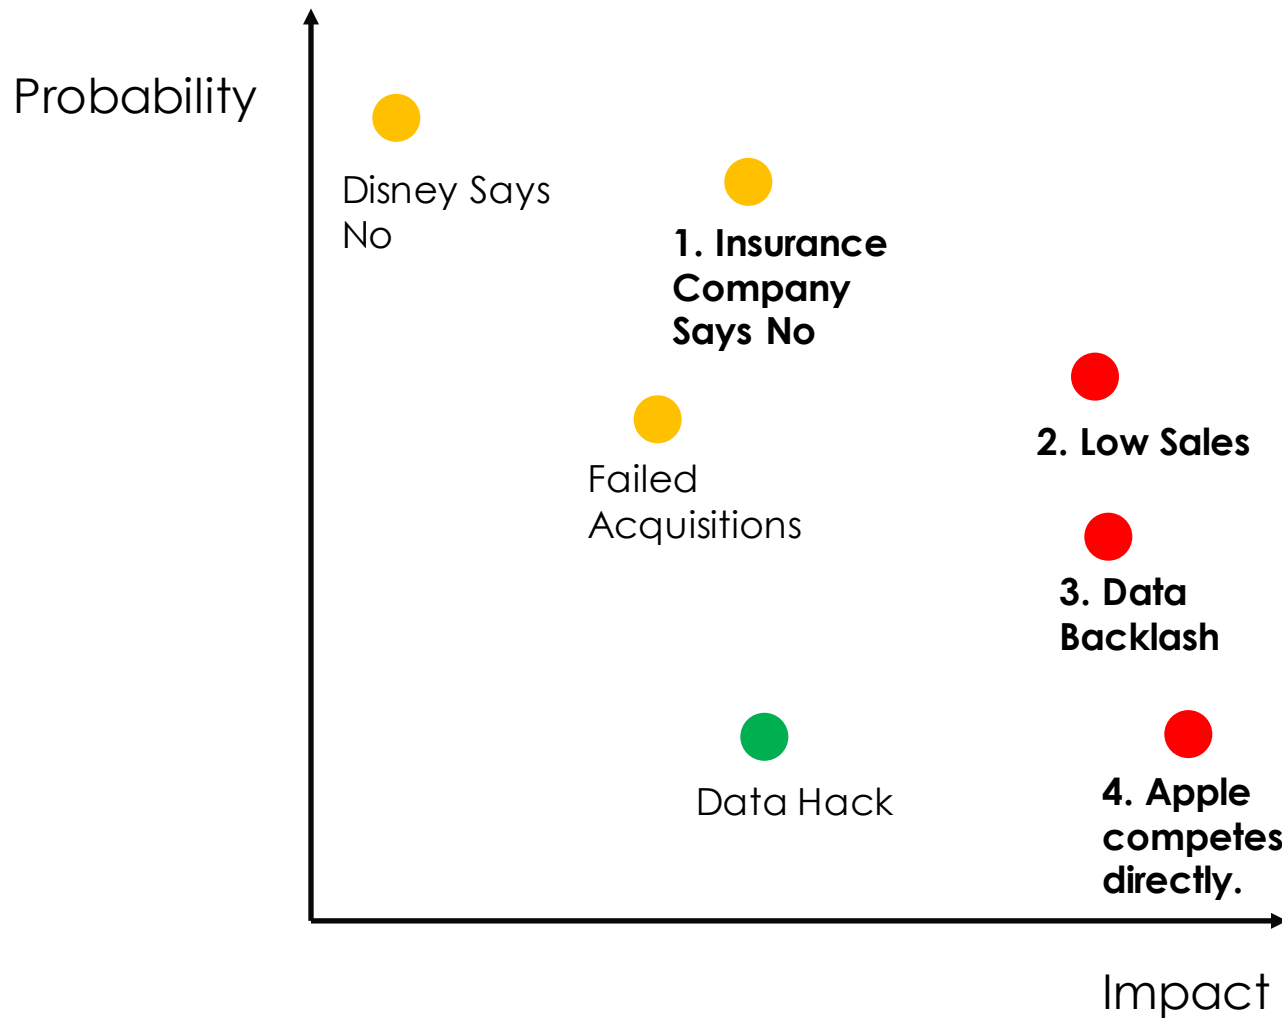 Probability
Disney Says
No
1. Insurance
Company
Says No
2. Low Sales
Failed
Acquisitions
3. Data
Backlash
Data Hack
4. Apple
competes
directly.
Impact